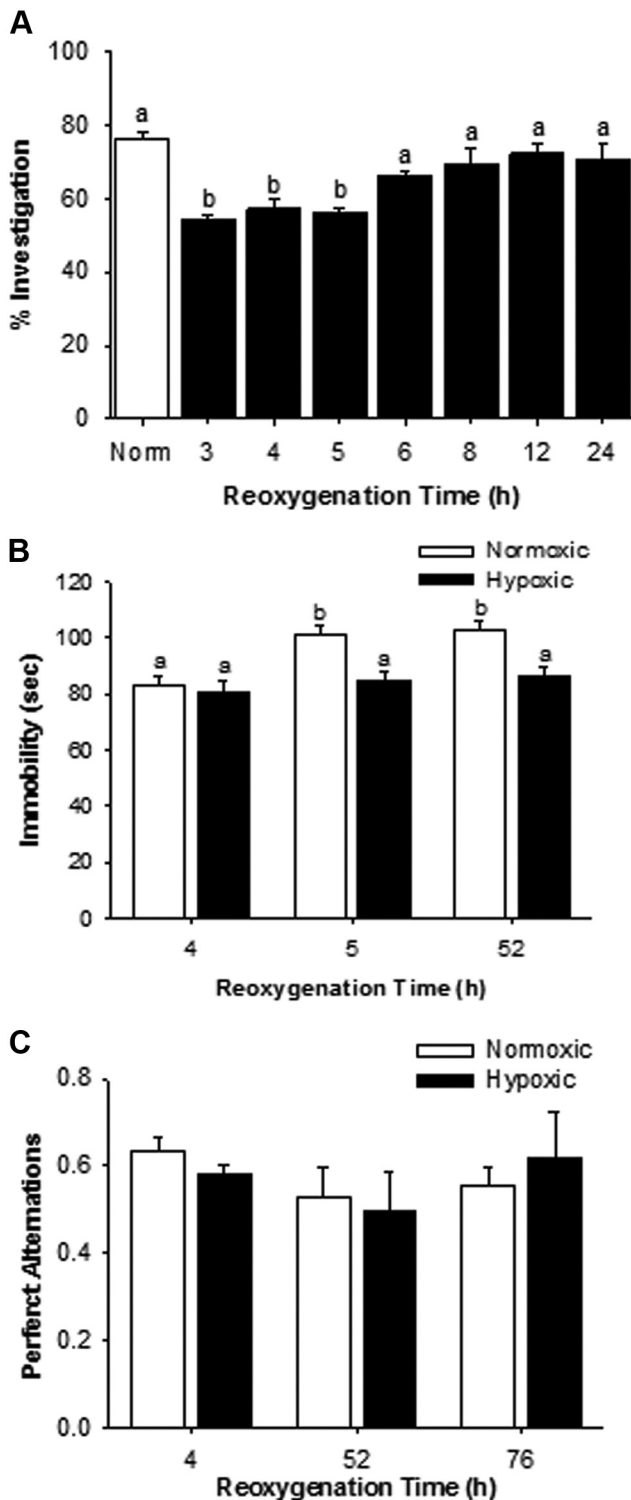 A
100
80
60
40
20
0
% Investigation
a
b
b
b
a
a
a
a
Norm 3 4 5 6 8 12 24
Reoxygenation Time (h)
B
Normoxic
Hypoxic
120
100
80
60
40
20
0
Immobility (sec)
a
a
b
a
b
a
4 5 52
Reoxygenation Time (h)
C
Normoxic
Hypoxic
0.8
0.6
0.4
0.2
0.0
Perferct Alternations
4 52 76
Reoxygenation Time (h)